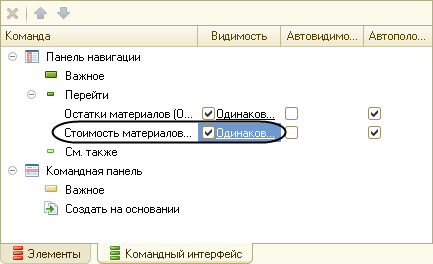 Команда Видимость Автовидимо... Автополо...
Панель навигации
Важное
Перейти
Остатки материалов (О... Одинаков...
Стоимость материалов... Одинаков...
См. также
Командная панель
Важное
Создать на основании
Элементы Командный интерфейс